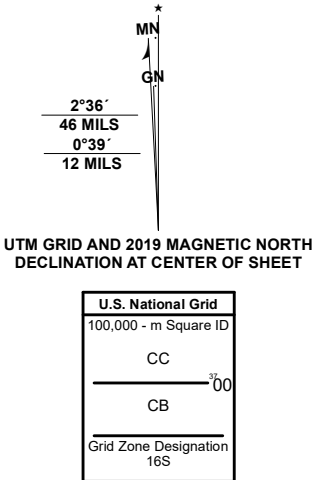 ★
MN
GN
2°36´
46 MILS
0°39´
12 MILS
UTM GRID AND 2019 MAGNETIC NORTH
DECLINATION AT CENTER OF SHEET
U.S. National Grid
100,000 - m Square ID
CC
3700
CB
Grid Zone Designation
16S